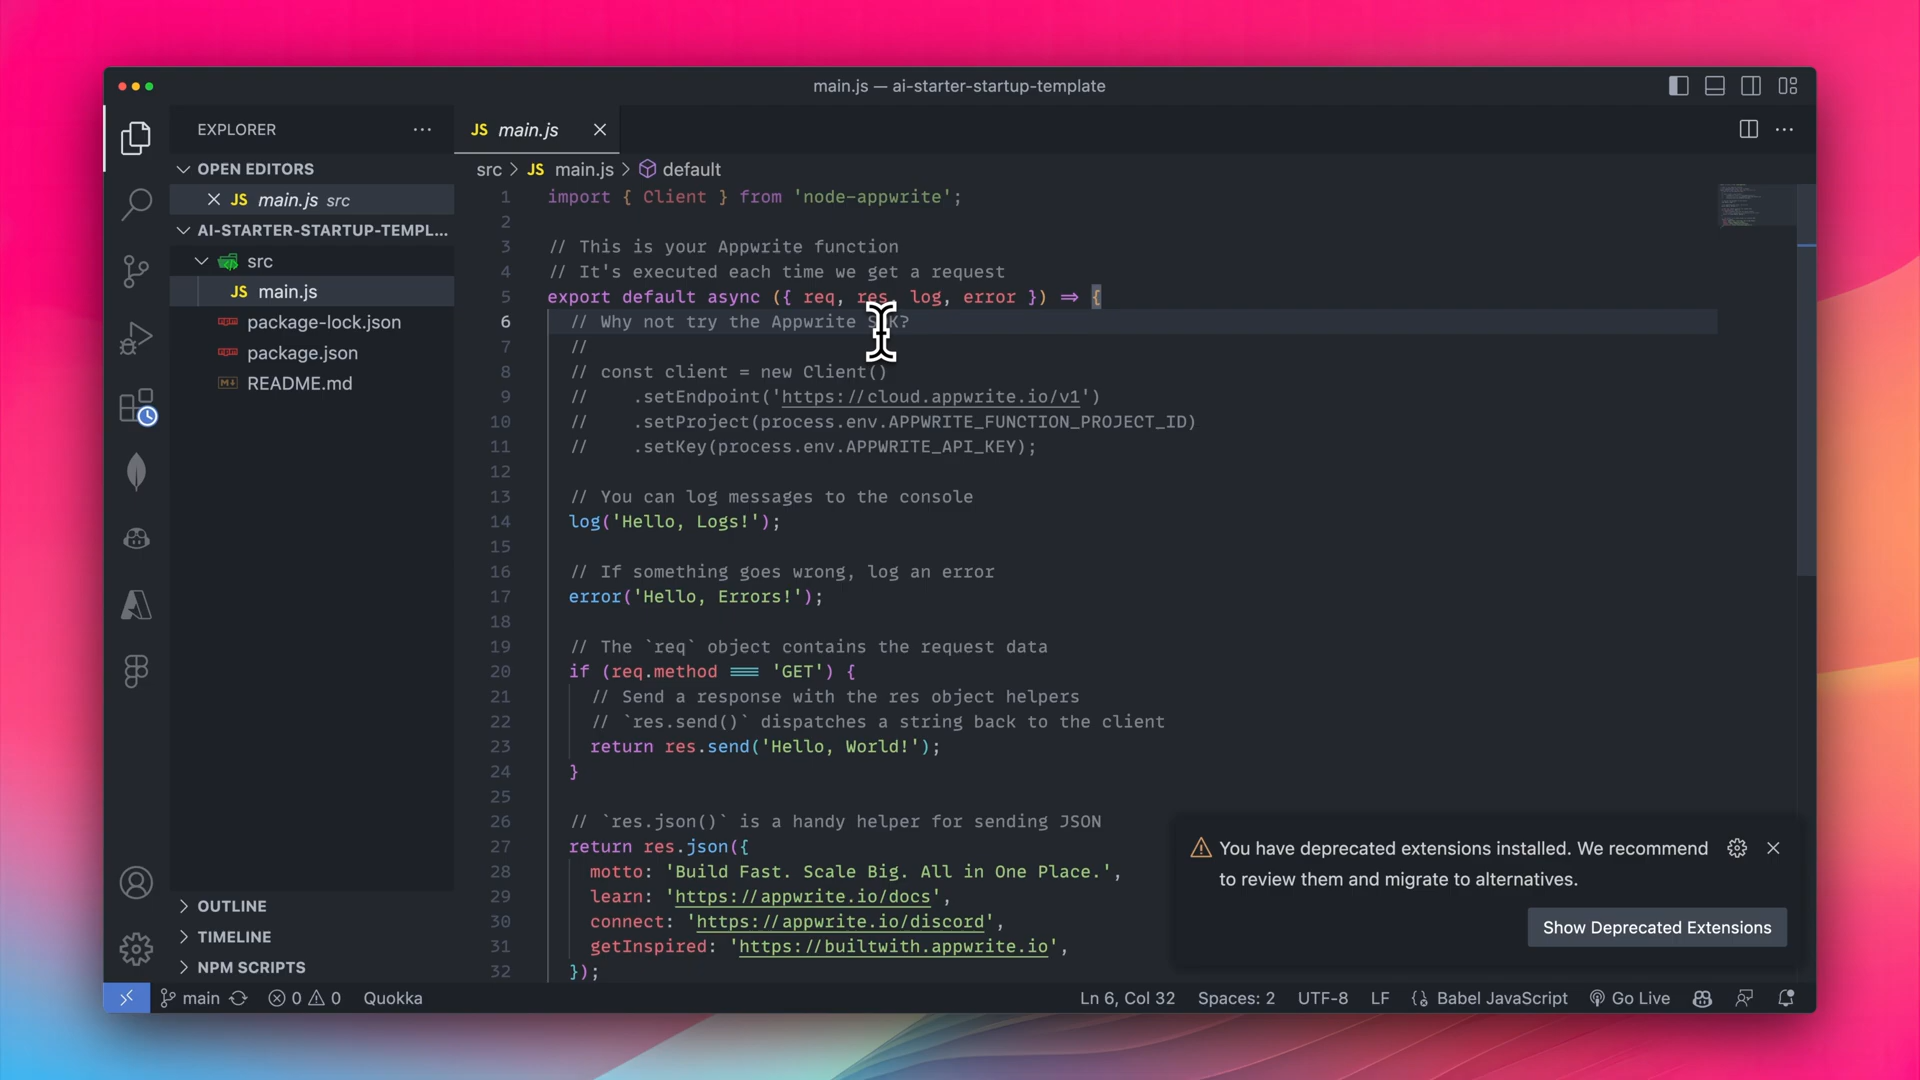 main.js — ai-starter-startup-template
EXPLORER
OPEN EDITORS
JS main.js src
AI-STARTER-STARTUP-TEMPL...
src
JS main.js
package-lock.json
package.json
README.md
OUTLINE
TIMELINE
NPM SCRIPTS
JS main.js
src > JS main.js > default
1 import { Client } from 'node-appwrite';
2
3 // This is your Appwrite function
4 // It's executed each time we get a request
5 export default async ({ req, res, log, error }) => {
6 // Why not try the Appwrite SDK?
7 //
8 // const client = new Client()
9 // .setEndpoint('https://cloud.appwrite.io/v1')
10 // .setProject(process.env.APPWRITE_FUNCTION_PROJECT_ID)
11 // .setKey(process.env.APPWRITE_API_KEY);
12
13 // You can log messages to the console
14 log('Hello, Logs!');
15
16 // If something goes wrong, log an error
17 error('Hello, Errors!');
18
19 // The `req` object contains the request data
20 if (req.method === 'GET') {
21 // Send a response with the res object helpers
22 // `res.send()` dispatches a string back to the client
23 return res.send('Hello, World!');
24 }
25
26 // `res.json()` is a handy helper for sending JSON
27 return res.json({
28 motto: 'Build Fast. Scale Big. All in One Place.',
29 learn: 'https://appwrite.io/docs',
30 connect: 'https://appwrite.io/discord',
31 getInspired: 'https://builtwith.appwrite.io',
32 });
You have deprecated extensions installed. We recommend
to review them and migrate to alternatives.
Show Deprecated Extensions
main 0 0 Quokka Ln 6, Col 32 Spaces: 2 UTF-8 LF Babel JavaScript Go Live